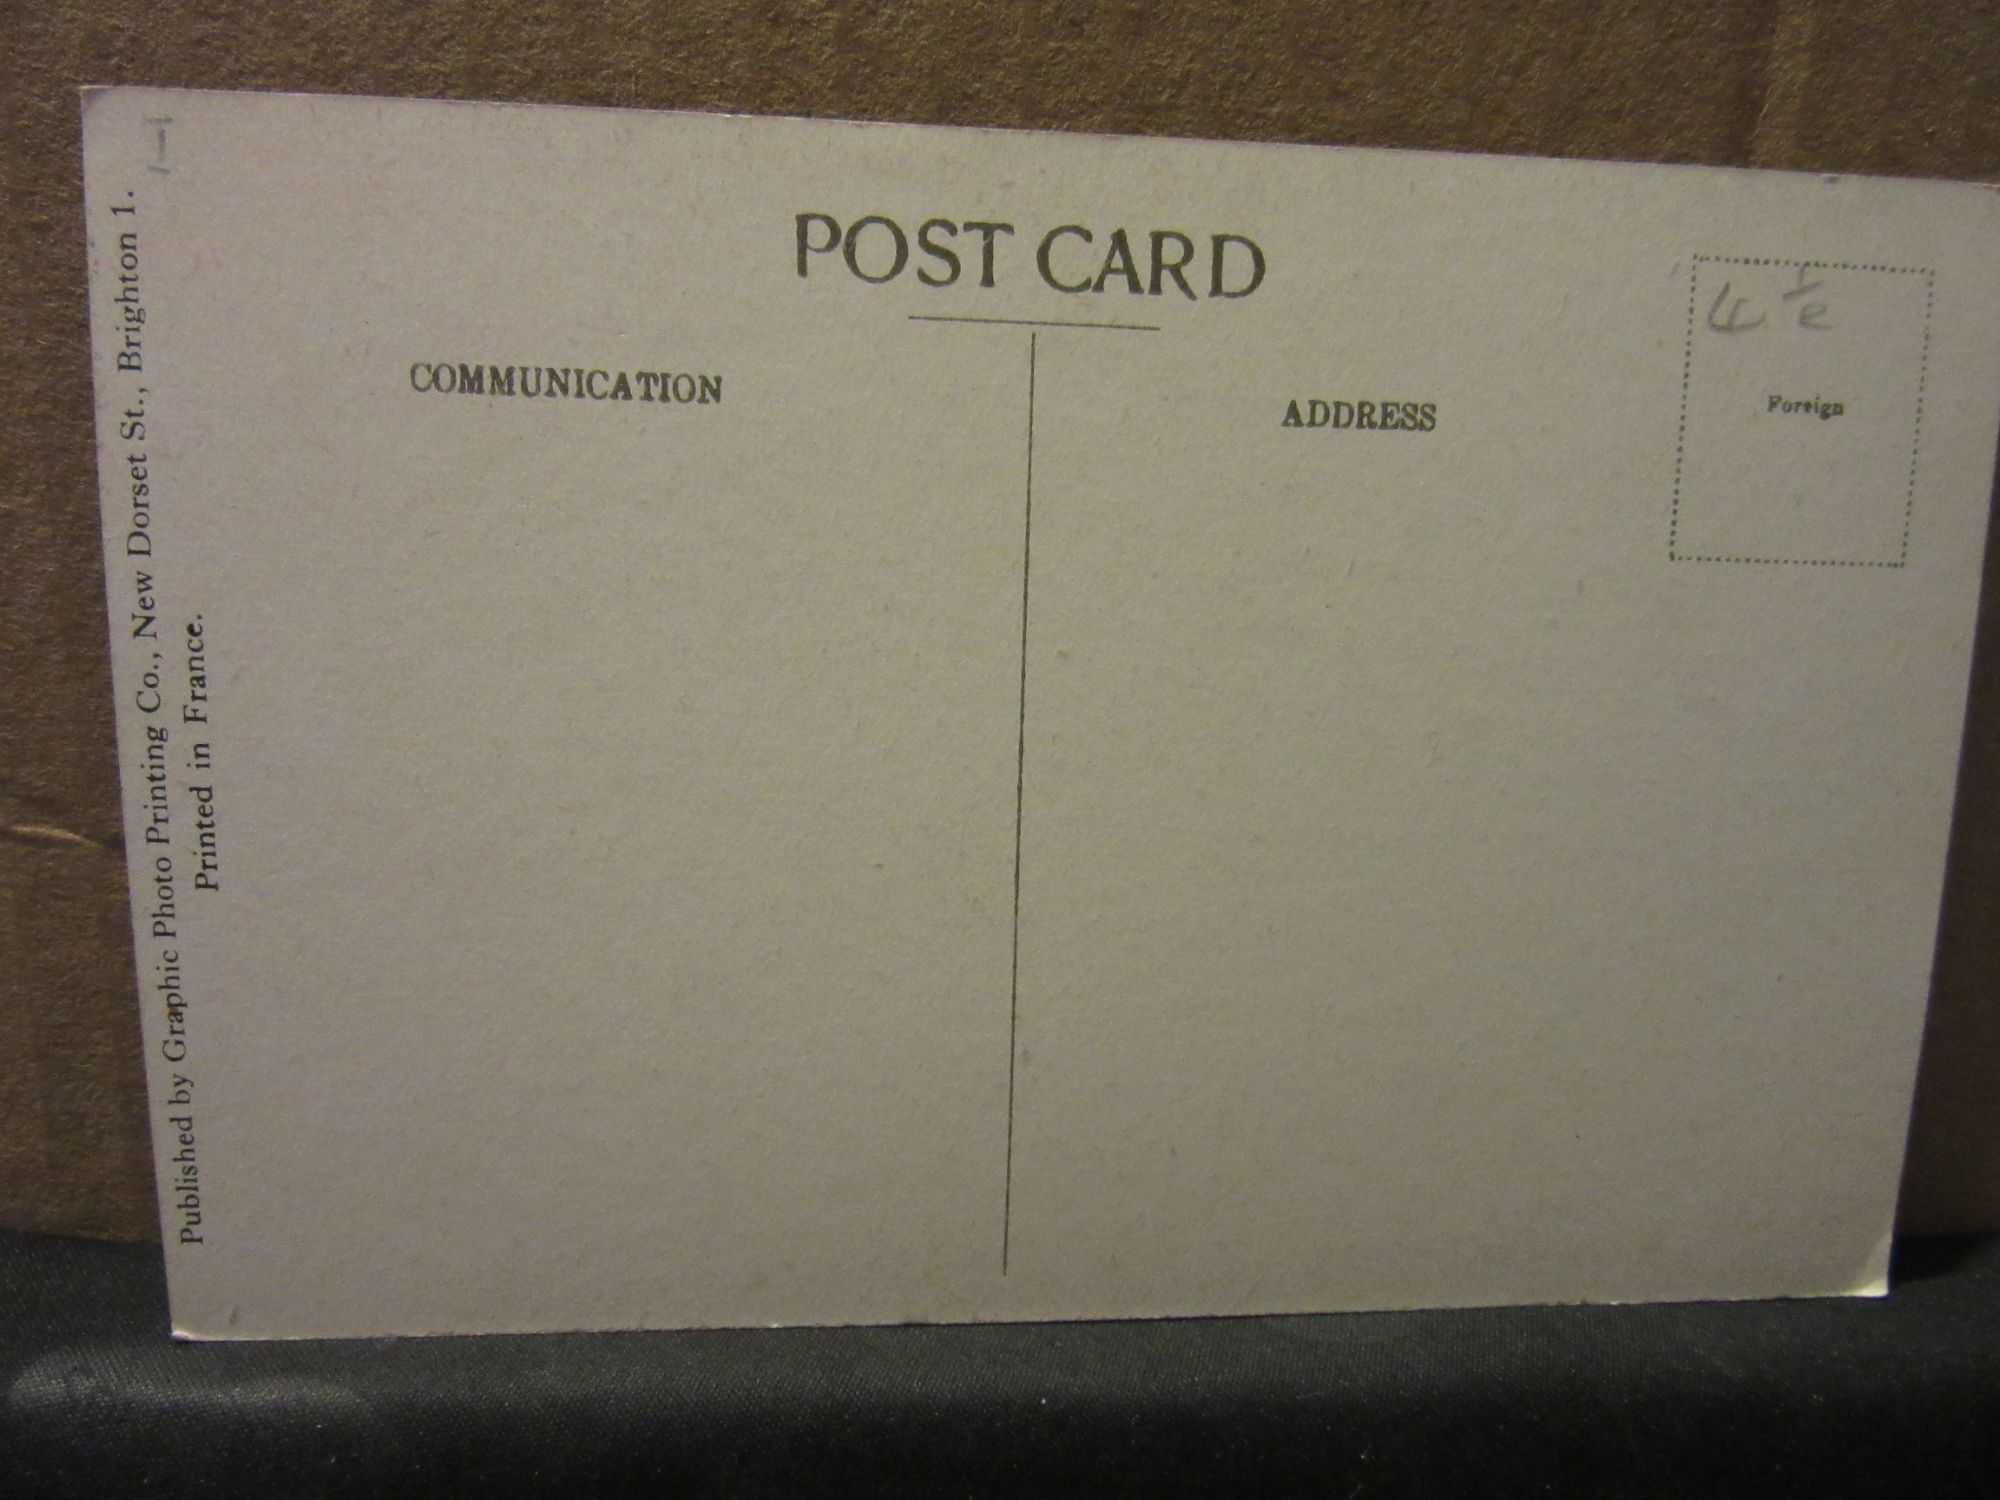 POST CARD
COMMUNICATION
ADDRESS
Foreign
Published by Graphic Photo Printing Co., New Dorset St., Brighton 1.
Printed in France.